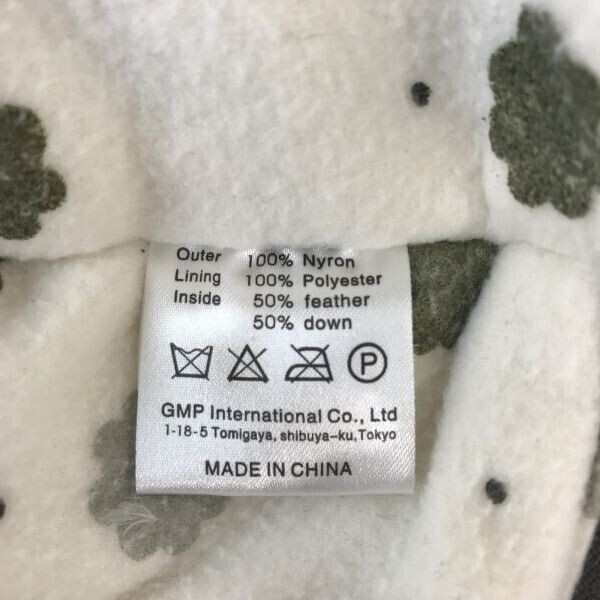 Outer 100% Nyron
Lining 100% Polyester
Inside 50% feather
50% down
P
GMP International Co., Ltd
1-18-5 Tomigaya, shibuya-ku,Tokyo
MADE IN CHINA